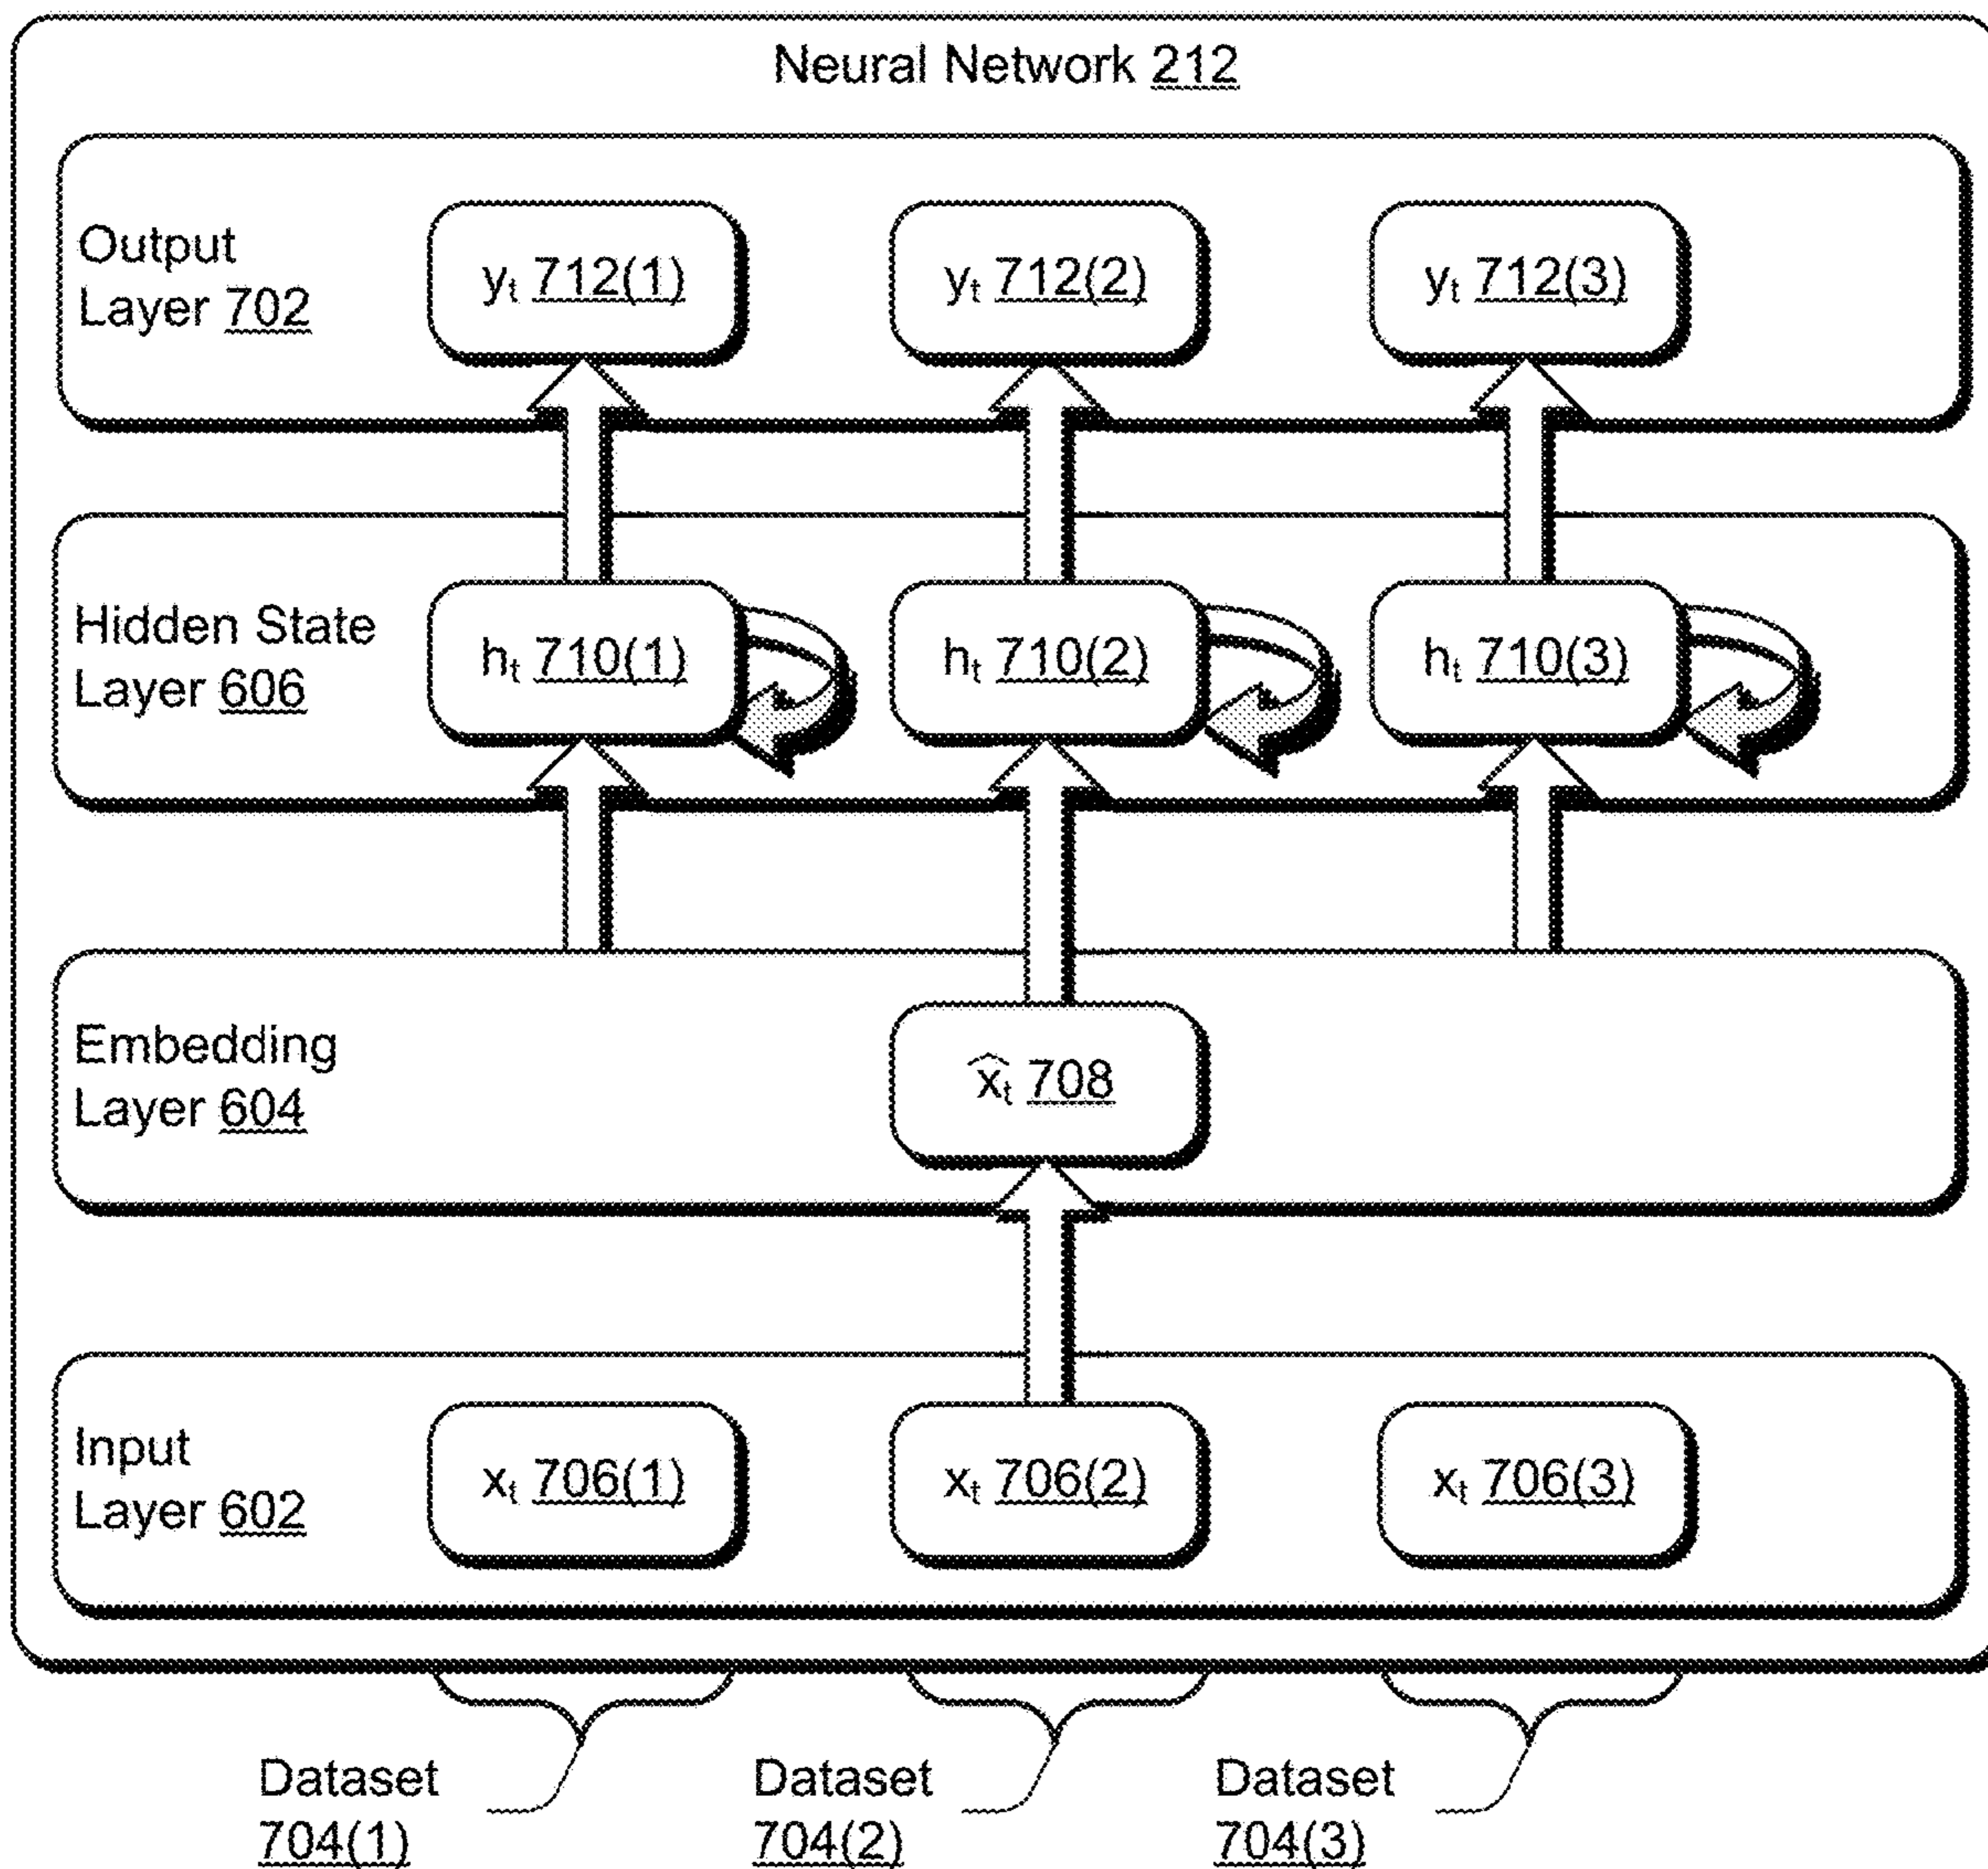 Neural Network 212
Output
Layer 702
yₜ 712(1)
yₜ 712(2)
yₜ 712(3)
Hidden State
Layer 606
hₜ 710(1)
hₜ 710(2)
hₜ 710(3)
Embedding
Layer 604
x̂ₜ 708
Input
Layer 602
xₜ 706(1)
xₜ 706(2)
xₜ 706(3)
Dataset
704(1)
Dataset
704(2)
Dataset
704(3)